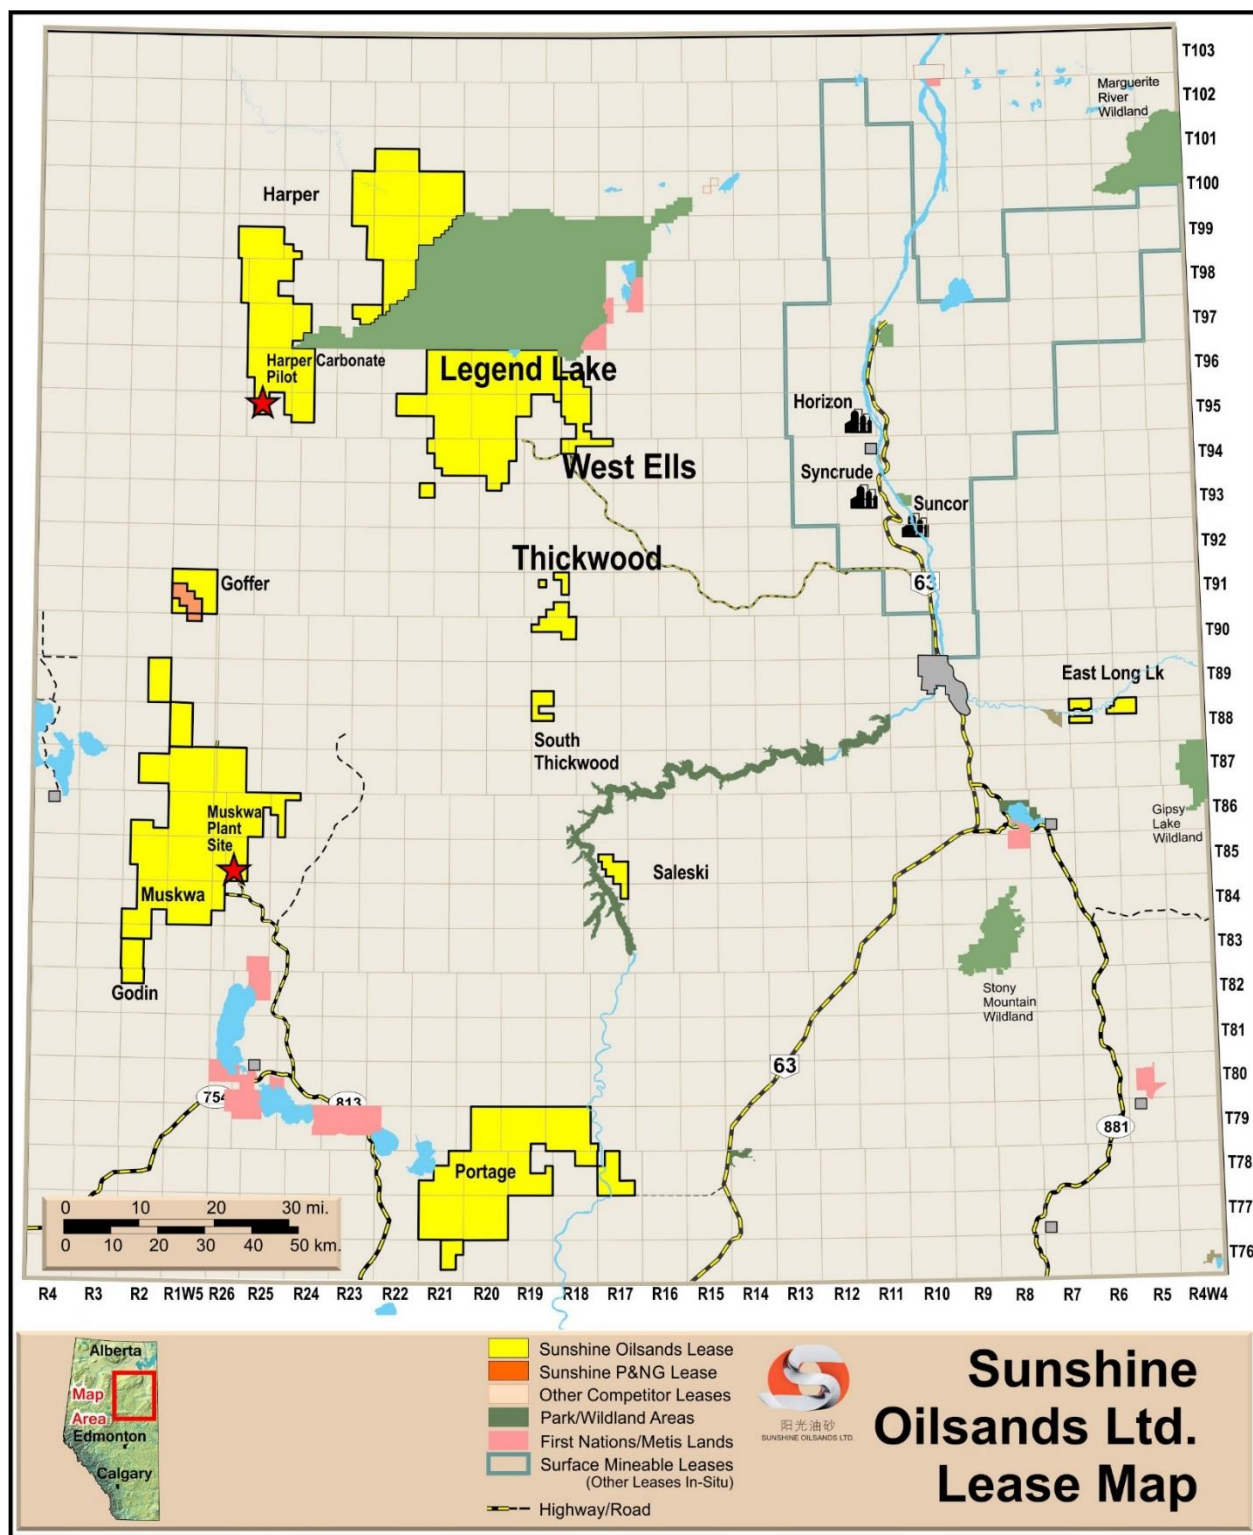 T103
T102
T101
T100
T99
T98
T97
T96
T95
T94
T93
T92
T91
T90
T89
T88
T87
T86
T85
T84
T83
T82
T81
T80
T79
T78
T77
T76
Marguerite
River
Wildland
Harper
Harper Carbonate
Pilot
Legend Lake
Horizon
West Ells
Syncrude
Suncor
Thickwood
Goffer
63
East Long Lk
South
Thickwood
Muskwa
Plant
Site
Gipsy
Lake
Wildland
Saleski
Muskwa
Godin
Stony
Mountain
Wildland
63
754
813
881
Portage
0 10 20 30 mi.
0 10 20 30 40 50 km.
R4 R3 R2 R1W5 R26 R25 R24 R23 R22 R21 R20 R19 R18 R17 R16 R15 R14 R13 R12 R11 R10 R9 R8 R7 R6 R5 R4W4
Alberta
Map
Area
Edmonton
Calgary
Sunshine Oilsands Lease
Sunshine P&NG Lease
Other Competitor Leases
Park/Wildland Areas
First Nations/Metis Lands
Surface Mineable Leases
(Other Leases In-Situ)
Highway/Road
阳光油砂
SUNSHINE OILSANDS LTD.
Sunshine
Oilsands Ltd.
Lease Map